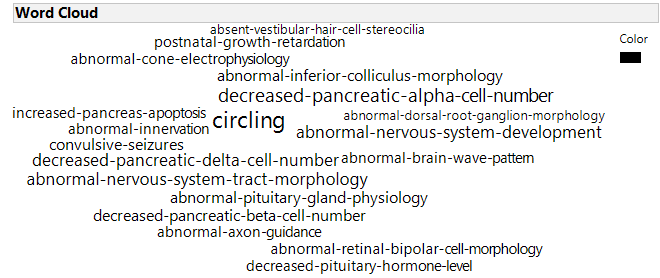 Word Cloud
absent-vestibular-hair-cell-stereocilia
Color
postnatal-growth-retardation
abnormal-cone-electrophysiology
abnormal-inferior-colliculus-morphology
decreased-pancreatic-alpha-cell-number
increased-pancreas-apoptosis
circling
abnormal-dorsal-root-ganglion-morphology
abnormal-innervation
abnormal-nervous-system-development
convulsive-seizures
decreased-pancreatic-delta-cell-number
abnormal-brain-wave-pattern
abnormal-nervous-system-tract-morphology
abnormal-pituitary-gland-physiology
decreased-pancreatic-beta-cell-number
abnormal-axon-guidance
abnormal-retinal-bipolar-cell-morphology
decreased-pituitary-hormone-level